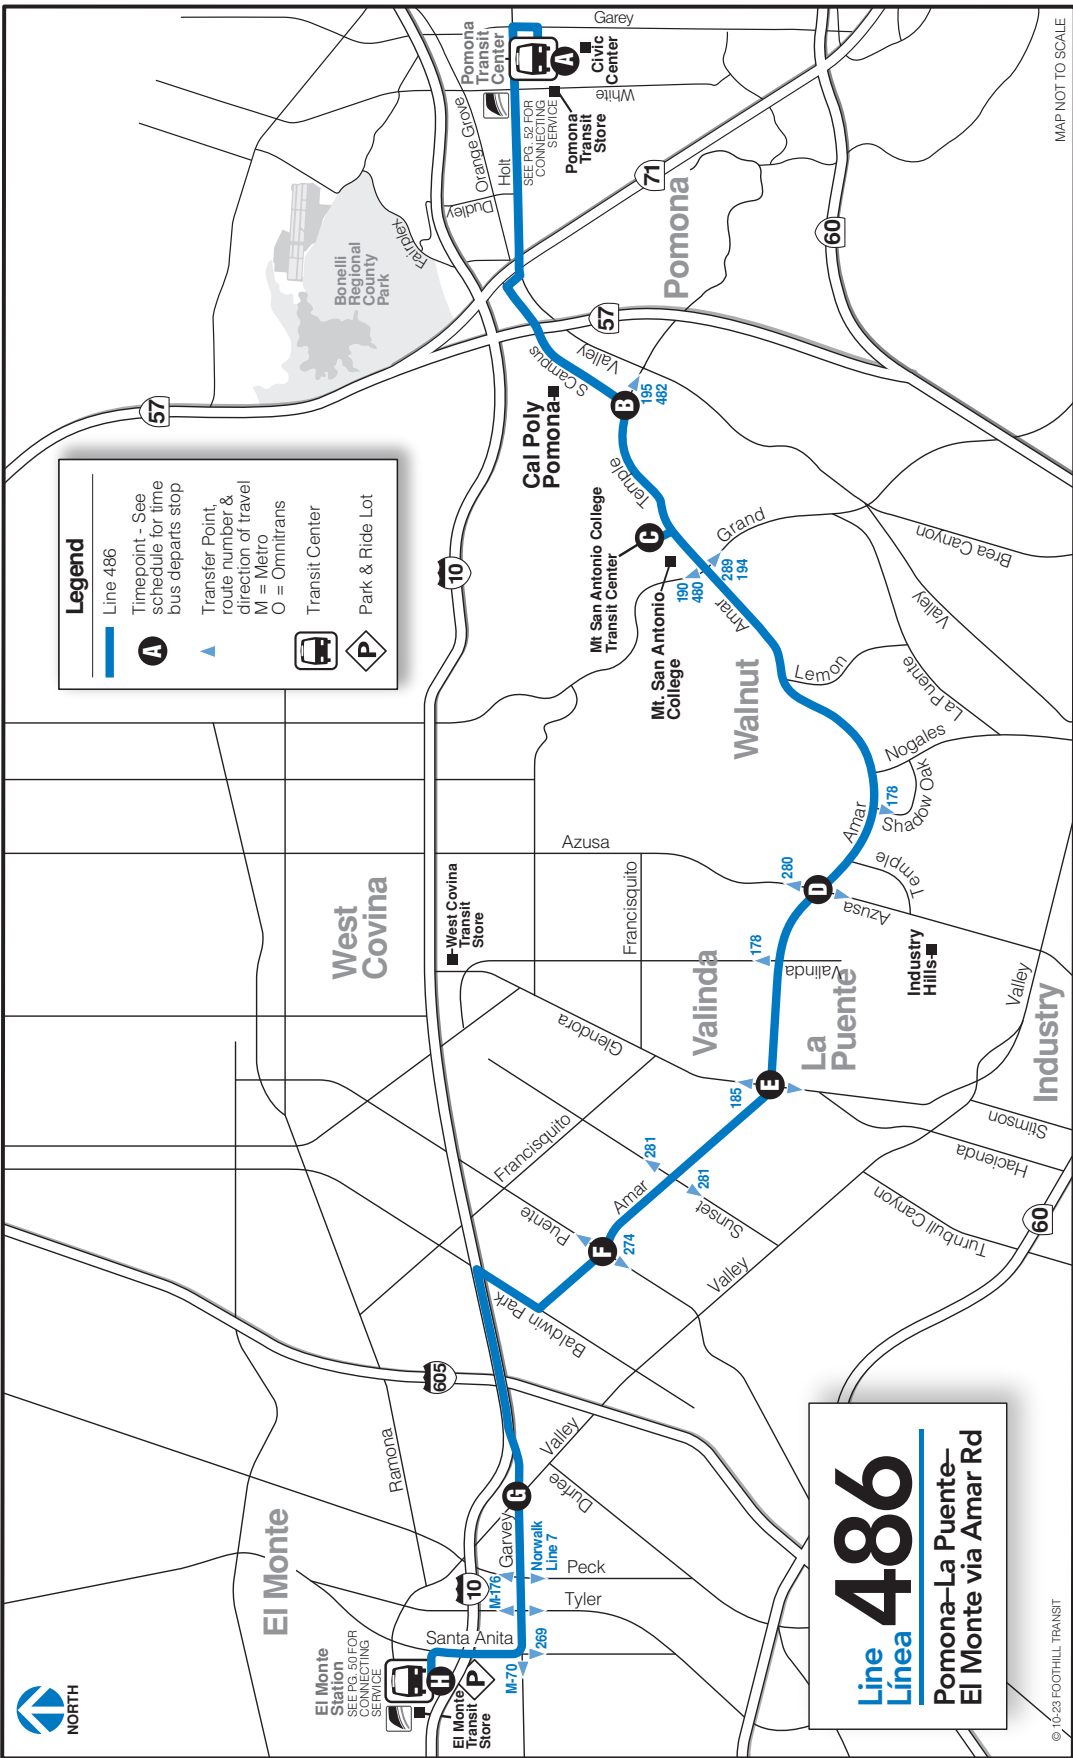 Legend
Line 486
A
Timepoint - See
schedule for time
bus departs stop
Transfer Point,
route number &
direction of travel
M = Metro
O = Omnitrans
Transit Center
P
Park & Ride Lot
Garey
Pomona
Transit
Center
A
Civic
Center
White
Pomona
Transit
Store
SEE PG. 52 FOR
CONNECTING
SERVICE
Orange Grove
Holt
Dudley
Fairplex
Bonelli
Regional
County
Park
71
Pomona
60
57
57
Valley
S Campus
Cal Poly
Pomona
B
195
482
Temple
Mt San Antonio College
Transit Center
C
Grand
Mt. San Antonio
College
190
480
289
194
Amar
Brea Canyon
Valley
10
Walnut
Lemon
La Puente
Nogales
Shadow Oak
178
Amar
Temple
Azusa
280
D
Azusa
West
Covina
West Covina
Transit
Store
Francisquito
178
Valinda
Industry
Hills
Valinda
La
Puente
Valley
Industry
Glendora
185
E
Stimson
Hacienda
Turnbull Canyon
60
Francisquito
281
281
Amar
Sunset
Puente
F
274
Valley
Baldwin Park
605
Ramona
Valley
Durfee
G
Garvey
El Monte
10
M-176
Norwalk
Line 7
Peck
Tyler
Santa Anita
269
M-70
El Monte
Station
SEE PG. 50 FOR
CONNECTING
SERVICE
H
P
El Monte
Transit
Store
NORTH
Line
Línea
486
Pomona–La Puente–
El Monte via Amar Rd
MAP NOT TO SCALE
© 10-23 FOOTHILL TRANSIT